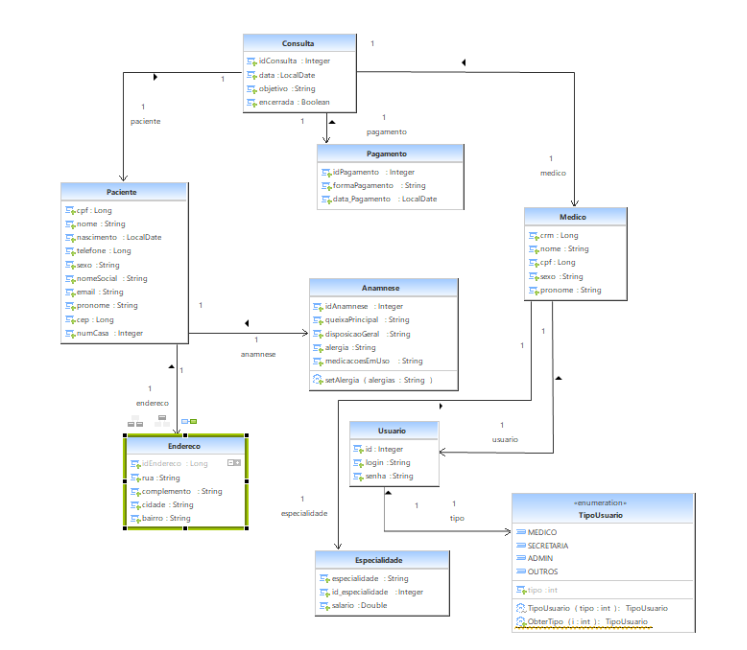 Consulta
idConsulta : Integer
data : LocalDate
objetivo : String
encerrada : Boolean
1
1
1
paciente
1
1
pagamento
1
medico
Pagamento
idPagamento : Integer
formaPagamento : String
data_Pagamento : LocalDate
Paciente
cpf : Long
nome : String
nascimento : LocalDate
telefone : Long
sexo : String
nomeSocial : String
email : String
pronome : String
cep : Long
numCasa : Integer
Medico
crm : Long
nome : String
cpf : Long
sexo : String
pronome : String
Anamnese
idAnamnese : Integer
queixaPrincipal : String
disposicaoGeral : String
alergia : String
medicacoesEmUso : String
setAlergia ( alergias : String )
1
1
anamnese
1
1
endereco
1
1
1
usuario
Endereco
idEndereco : Long
rua : String
complemento : String
cidade : String
bairro : String
Usuario
id : Integer
login : String
senha : String
1
especialidade
1
1
tipo
«enumeration»
TipoUsuario
MEDICO
SECRETARIA
ADMIN
OUTROS
tipo : int
TipoUsuario ( tipo : int ) : TipoUsuario
ObterTipo ( i : int ) : TipoUsuario
Especialidade
especialidade : String
id_especialidade : Integer
salario : Double